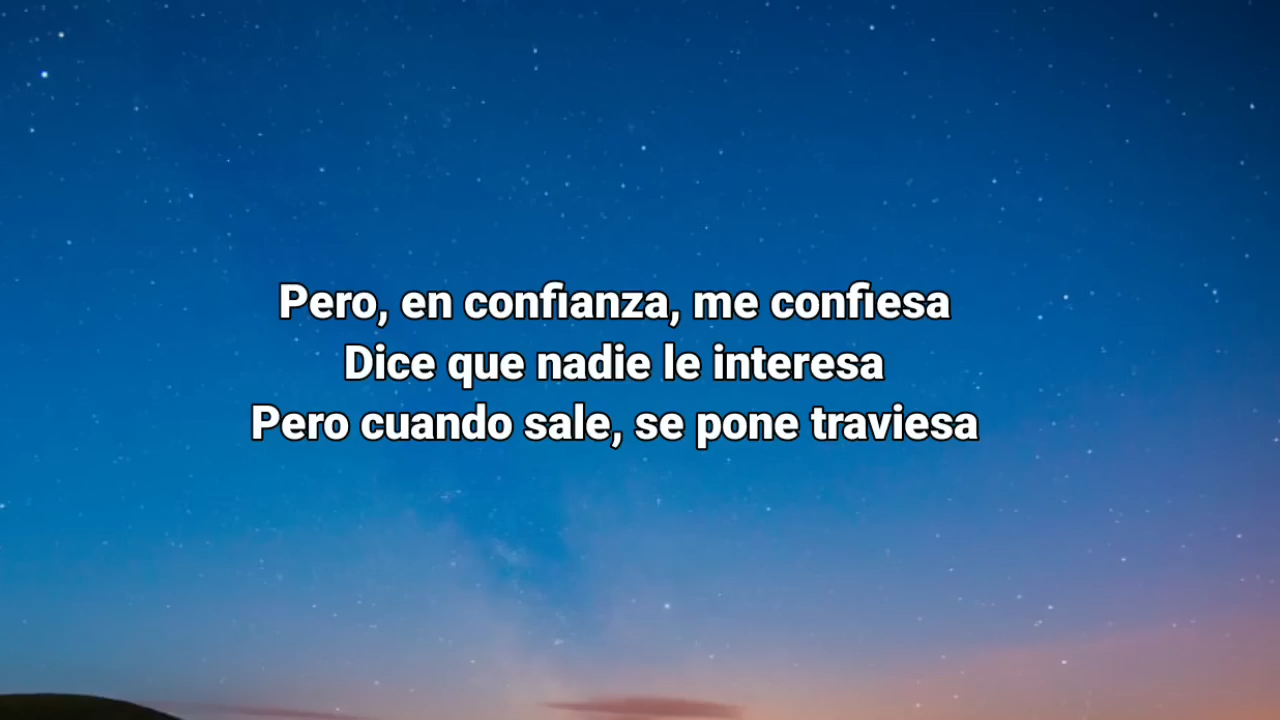 Pero, en confianza, me confiesa
Dice que nadie le interesa
Pero cuando sale, se pone traviesa